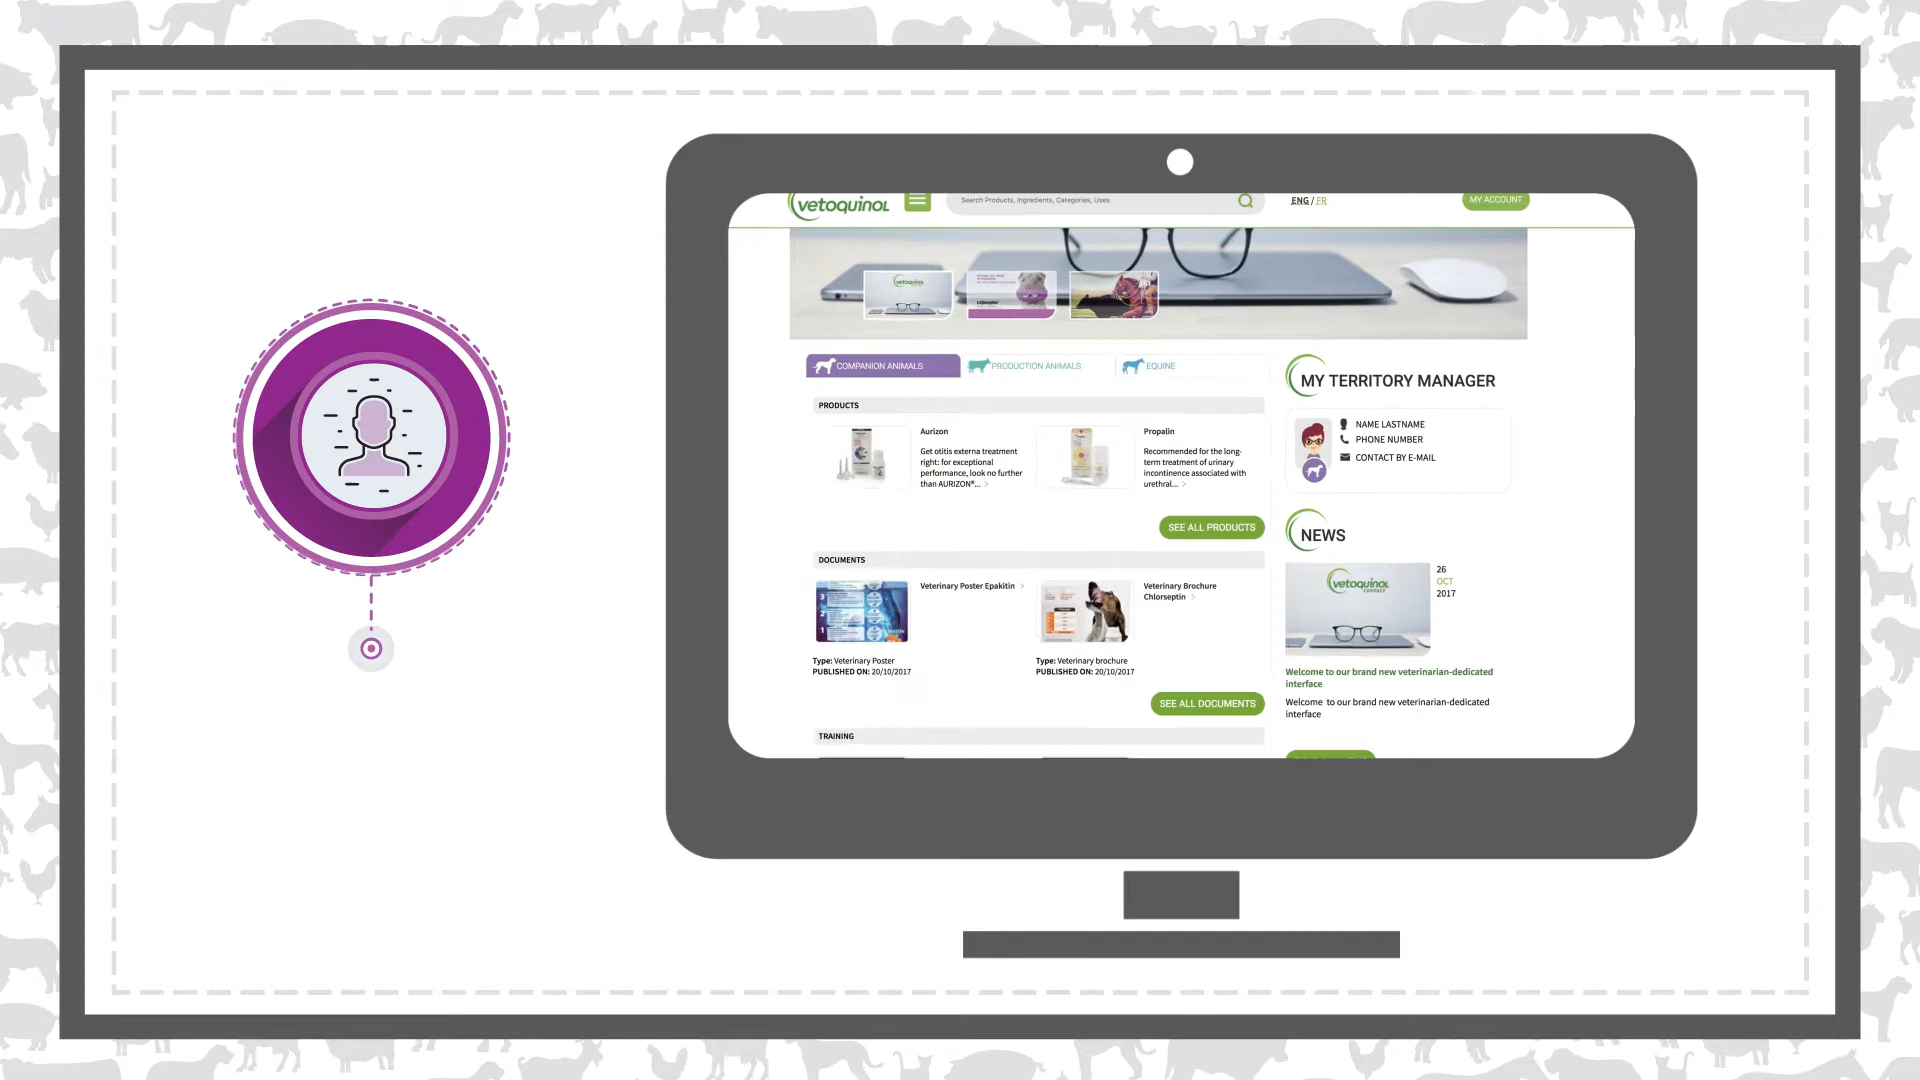 vetoquinol
Search Products, Ingredients, Categories, Uses
ENG / FR
MY ACCOUNT
vetoquinol
COMPANION ANIMALS
PRODUCTION ANIMALS
EQUINE
PRODUCTS
Aurizon
Get otitis externa treatment
right: for exceptional
performance, look no further
than AURIZON®... >
Propalin
Recommended for the long-
term treatment of urinary
incontinence associated with
urethral... >
SEE ALL PRODUCTS
DOCUMENTS
3
2
1
Veterinary Poster Epakitin >
Type: Veterinary Poster
PUBLISHED ON: 20/10/2017
Veterinary Brochure
Chlorseptin >
Type: Veterinary brochure
PUBLISHED ON: 20/10/2017
SEE ALL DOCUMENTS
TRAINING
MY TERRITORY MANAGER
NAME LASTNAME
PHONE NUMBER
CONTACT BY E-MAIL
NEWS
vetoquinol
contact
26
OCT
2017
Welcome to our brand new veterinarian-dedicated
interface
Welcome to our brand new veterinarian-dedicated
interface